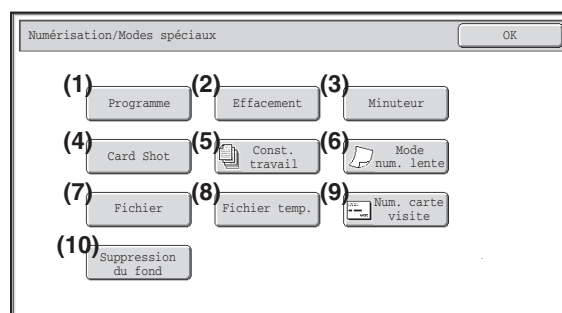 Numérisation/Modes spéciaux OK
(1) Programme (2) Effacement (3) Minuteur
(4) Card Shot (5) Const. travail (6) Mode num. lente
(7) Fichier (8) Fichier temp. (9) Num. carte visite
(10) Suppression du fond